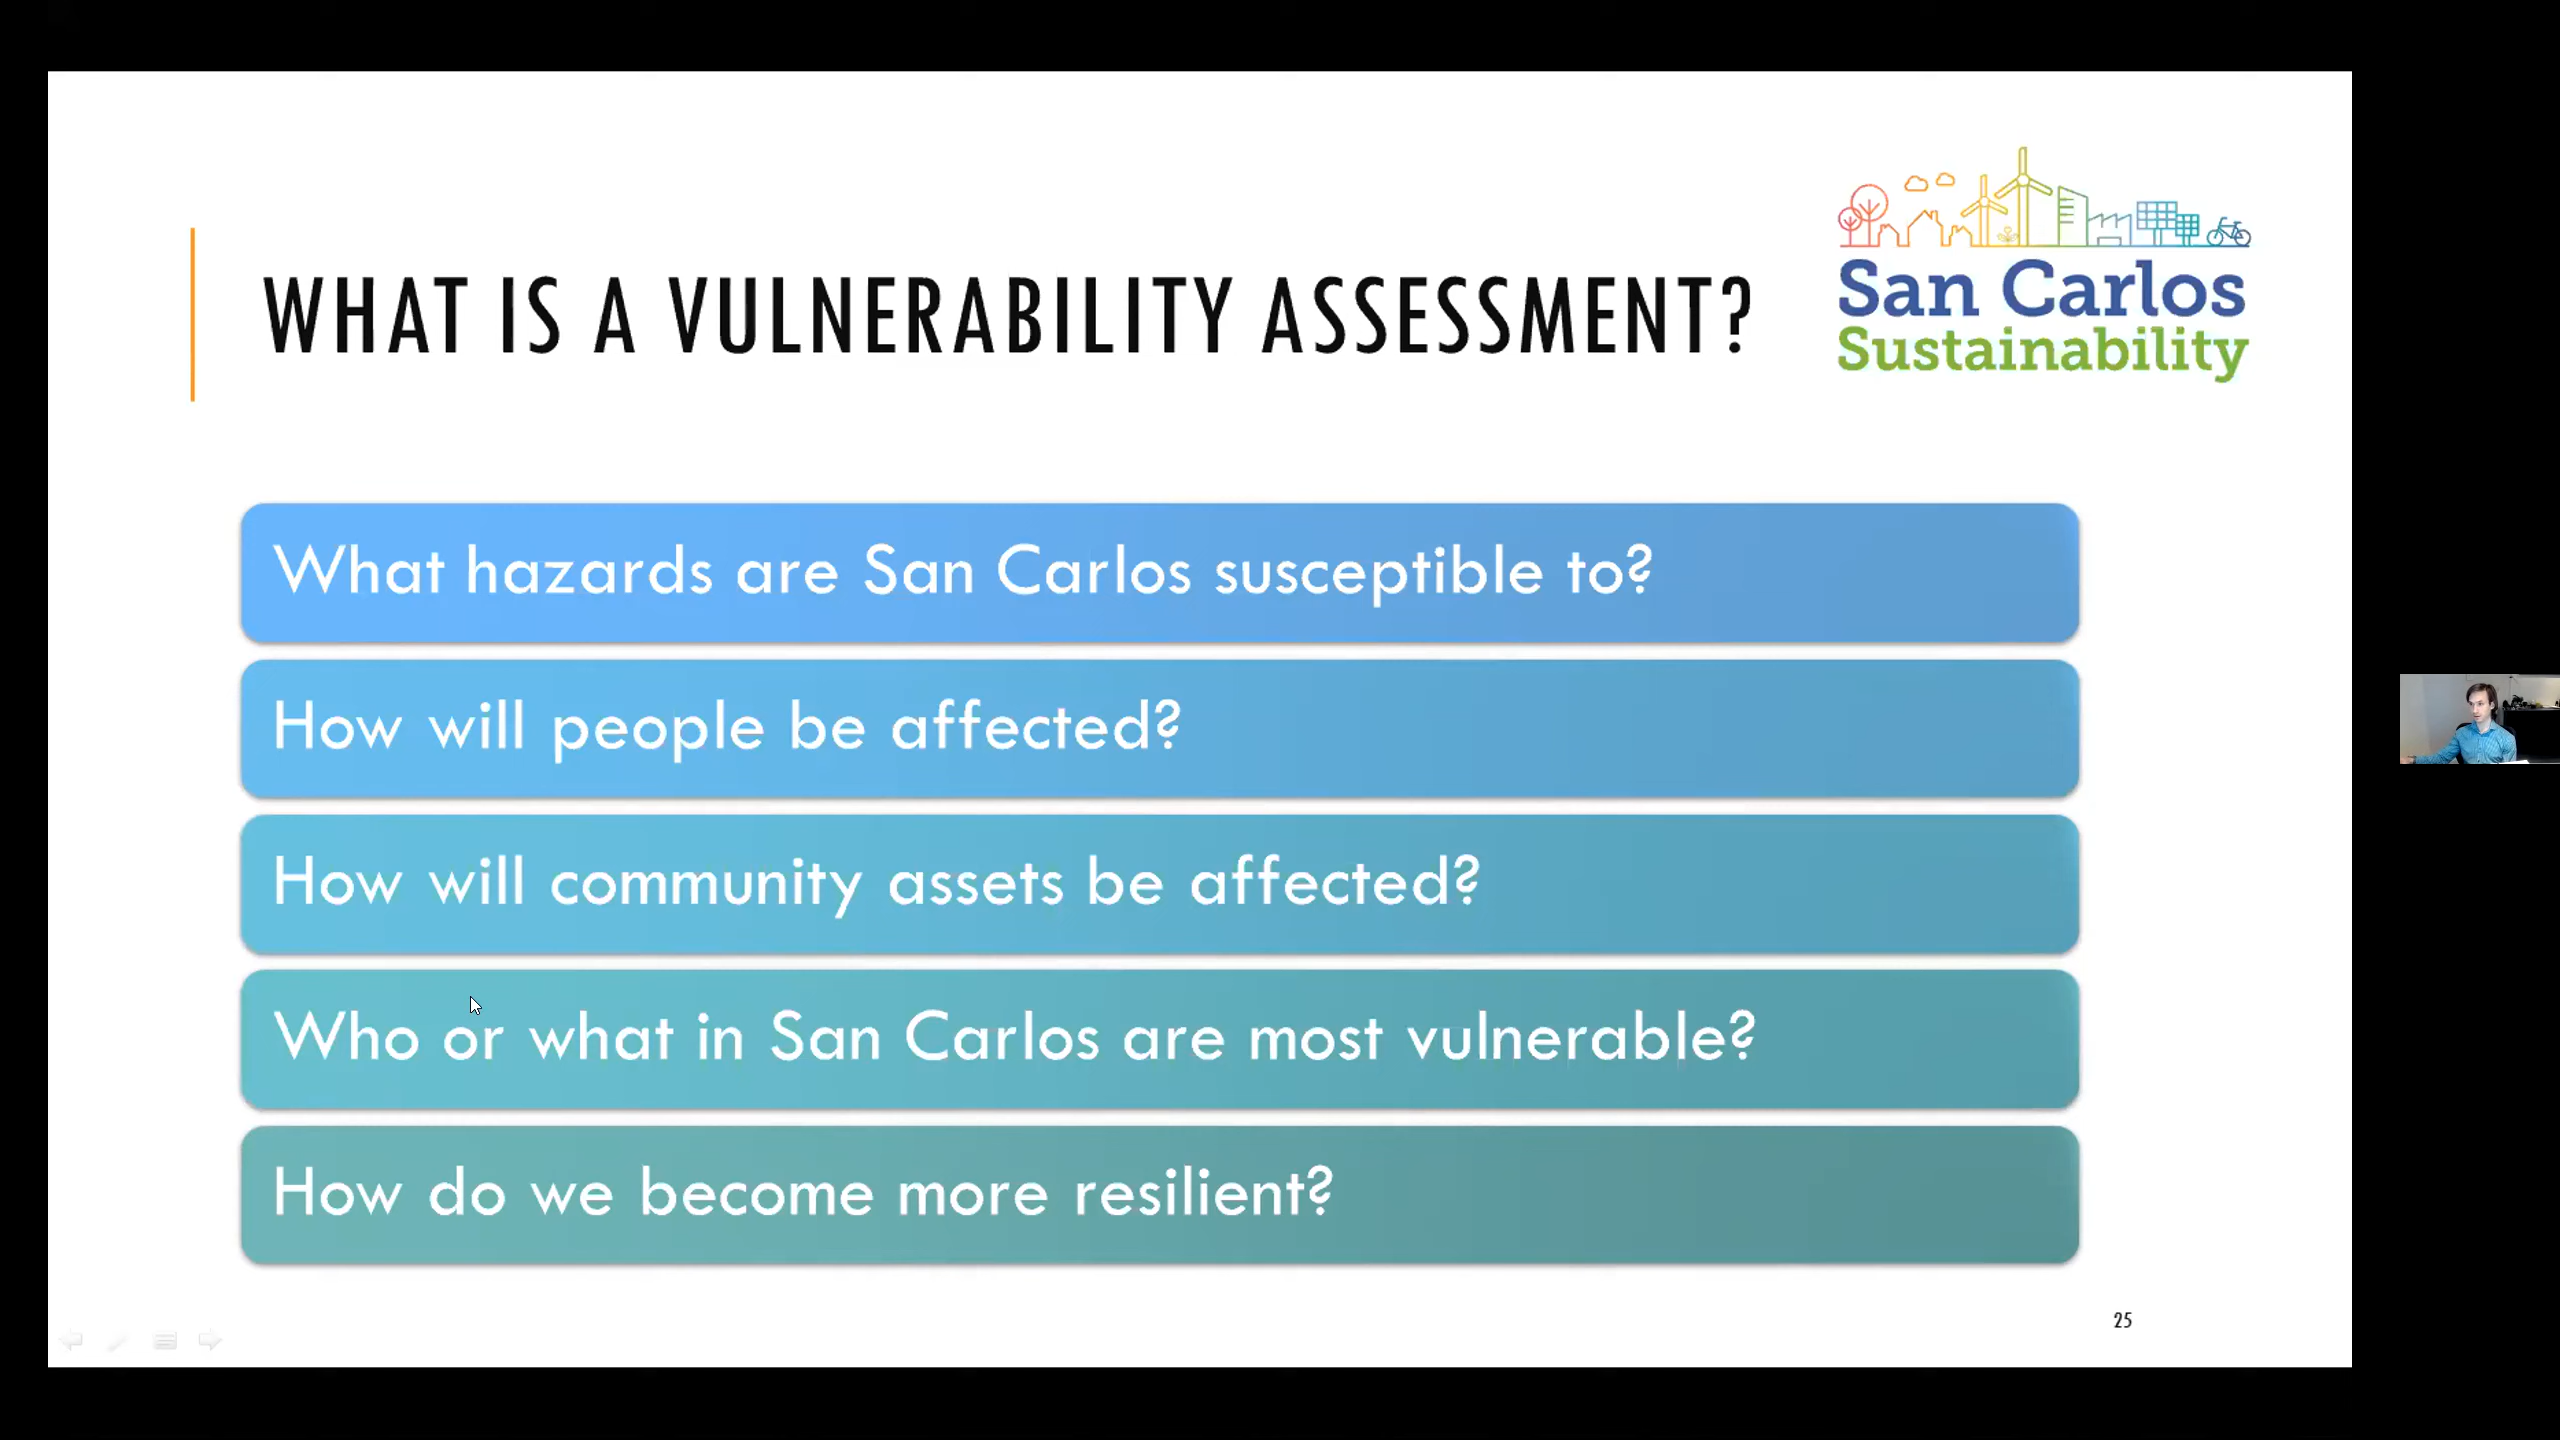 WHAT IS A VULNERABILITY ASSESSMENT?
San Carlos
Sustainability
What hazards are San Carlos susceptible to?
How will people be affected?
How will community assets be affected?
Who or what in San Carlos are most vulnerable?
How do we become more resilient?
25